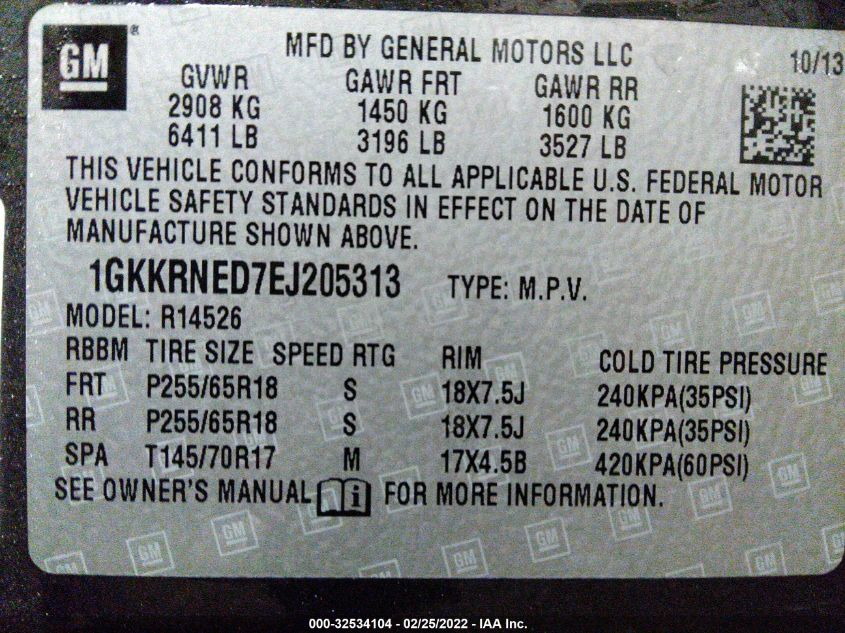 GM ® MFD BY GENERAL MOTORS LLC 10/13
GVWR GAWR FRT GAWR RR
2908 KG 1450 KG 1600 KG
6411 LB 3196 LB 3527 LB
THIS VEHICLE CONFORMS TO ALL APPLICABLE U.S. FEDERAL MOTOR
VEHICLE SAFETY STANDARDS IN EFFECT ON THE DATE OF
MANUFACTURE SHOWN ABOVE.
1GKKRNED7EJ205313 TYPE: M.P.V.
MODEL: R14526
RBBM TIRE SIZE SPEED RTG RIM COLD TIRE PRESSURE
FRT P255/65R18 S 18X7.5J 240KPA(35PSI)
RR P255/65R18 S 18X7.5J 240KPA(35PSI)
SPA T145/70R17 M 17X4.5B 420KPA(60PSI)
SEE OWNER'S MANUAL i FOR MORE INFORMATION.
000-32534104 - 02/25/2022 - IAA Inc.